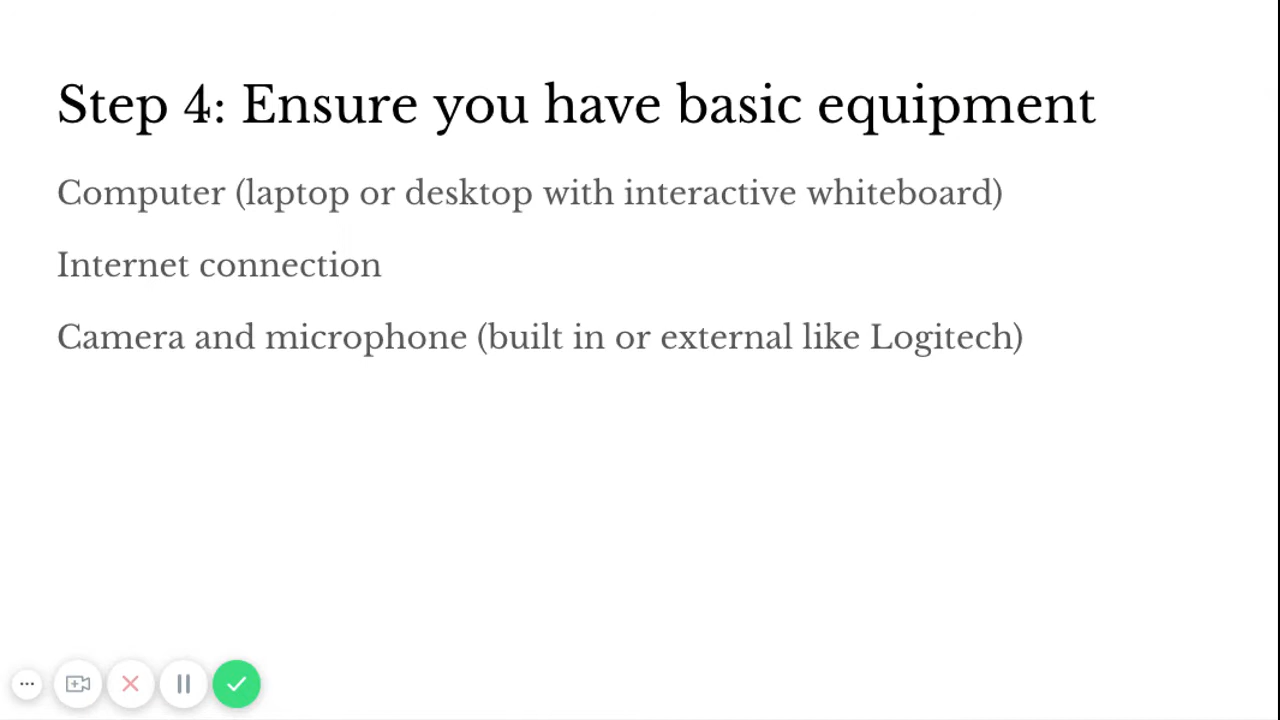 Step 4: Ensure you have basic equipment
Computer (laptop or desktop with interactive whiteboard)
Internet connection
Camera and microphone (built in or external like Logitech)